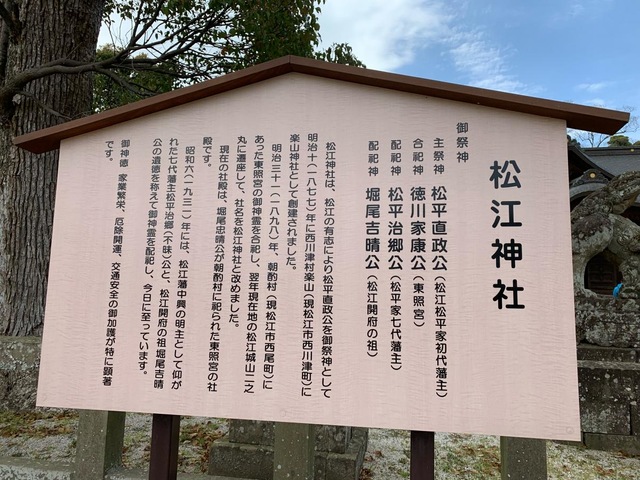 松江神社
御祭神
主祭神 松平直政公(松江松平家初代藩主)
合祀神 徳川家康公(東照宮)
配祀神 松平治郷公(松平家七代藩主)
配祀神 堀尾吉晴公(松江開府の祖)
松江神社は、松江の有志により松平直政公を御祭神として
明治十(一八七七)年に西川津村楽山(現松江市西川津町)に
楽山神社として創建されました。
明治三十一(一八九八)年、朝酌村(現松江市西尾町)に
あった東照宮の御神霊を合祀し、翌年現在地の松江城山二之
丸に遷座して、社名を松江神社と改めました。
現在の社殿は、堀尾忠晴公が朝酌村に祀られた東照宮の社
殿です。
昭和六(一九三一)年には、松江藩中興の明主として仰が
れた七代藩主松平治郷(不昧)公と、松江開府の祖堀尾吉晴
公の遺徳を称えて御神霊を配祀し、今日に至っています。
御神徳 家業繁栄、厄除開運、交通安全の御加護が特に顕著
です。